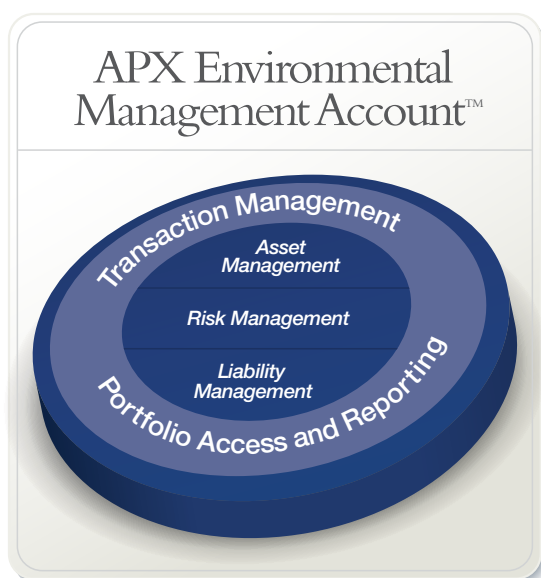 APX Environmental
Management Account™
Transaction Management
Asset
Management
Risk Management
Liability
Management
Portfolio Access and Reporting